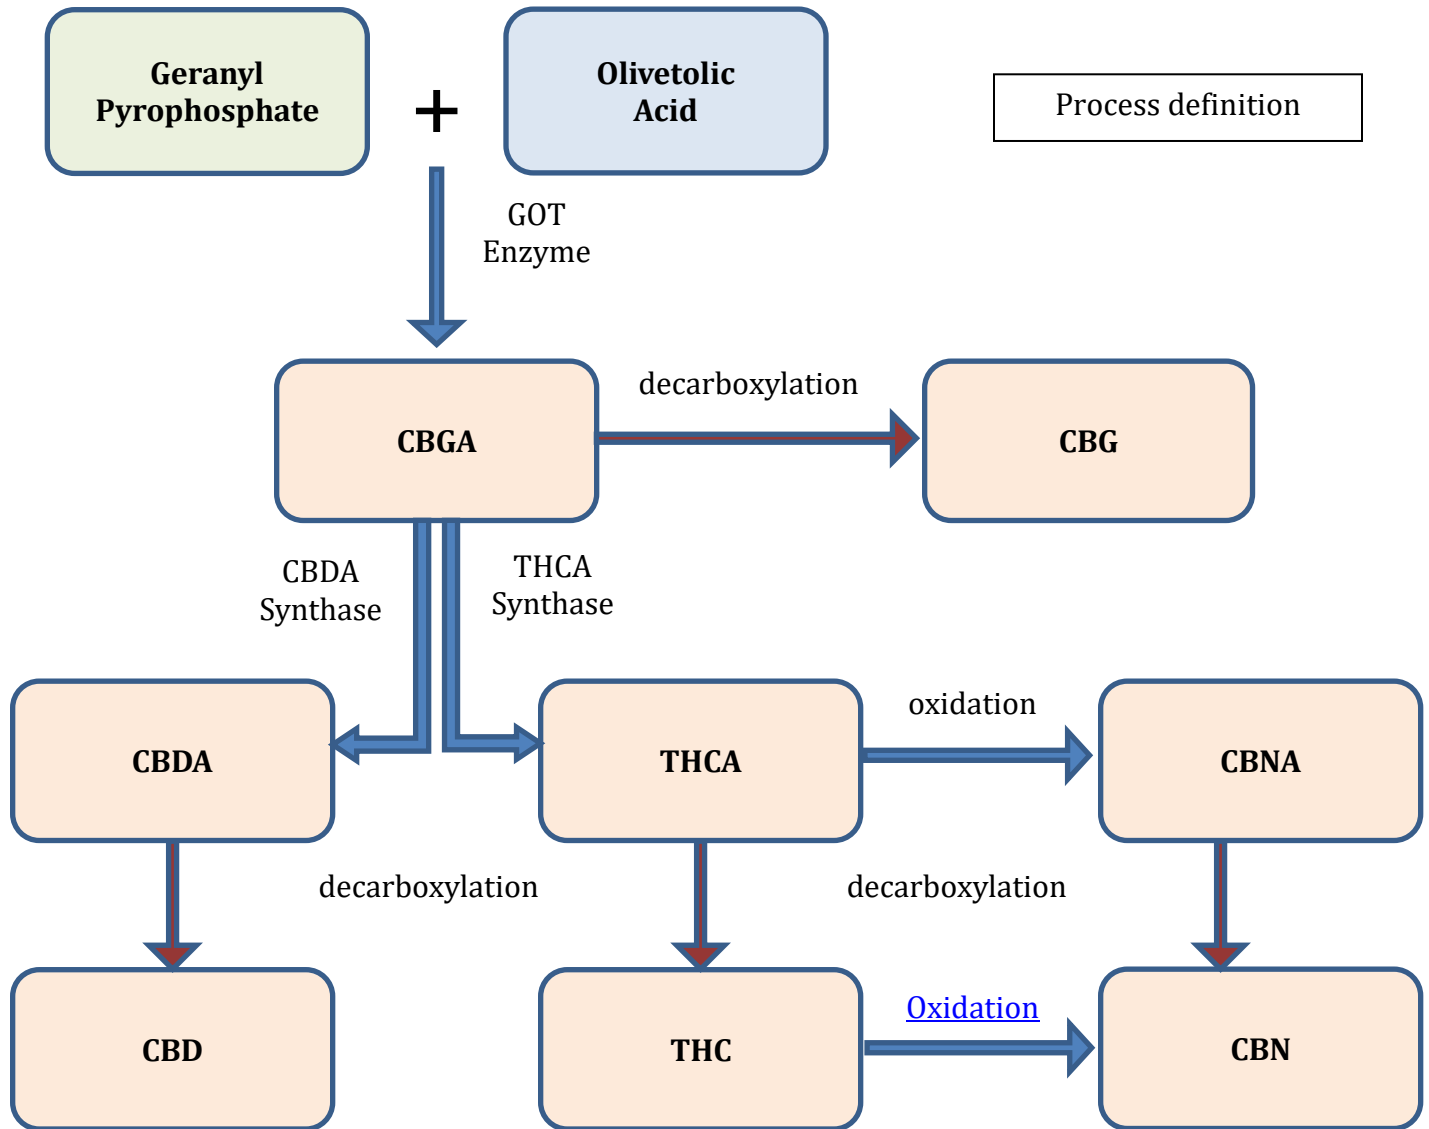 Geranyl
Pyrophosphate
+
Olivetolic
Acid
Process definition
GOT
Enzyme
CBGA
decarboxylation
CBG
CBDA
Synthase
THCA
Synthase
CBDA
THCA
oxidation
CBNA
decarboxylation
decarboxylation
CBD
THC
Oxidation
CBN